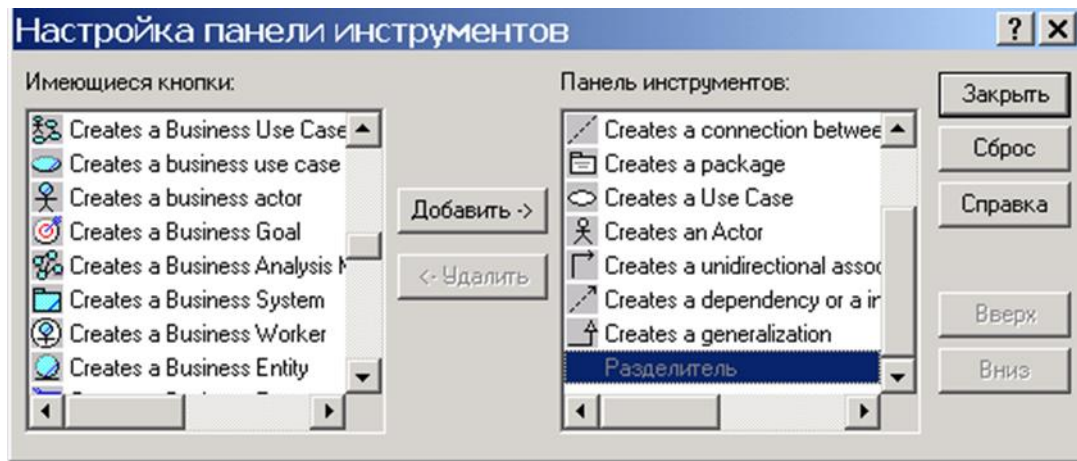 Настройка панели инструментов
Имеющиеся кнопки:
Creates a Business Use Case
Creates a business use case
Creates a business actor
Creates a Business Goal
Creates a Business Analysis
Creates a Business System
Creates a Business Worker
Creates a Business Entity
Добавить ->
<- Удалить
Панель инструментов:
Creates a connection betwee
Creates a package
Creates a Use Case
Creates an Actor
Creates a unidirectional assoc
Creates a dependency or a in
Creates a generalization
Разделитель
Закрыть
Сброс
Справка
Вверх
Вниз